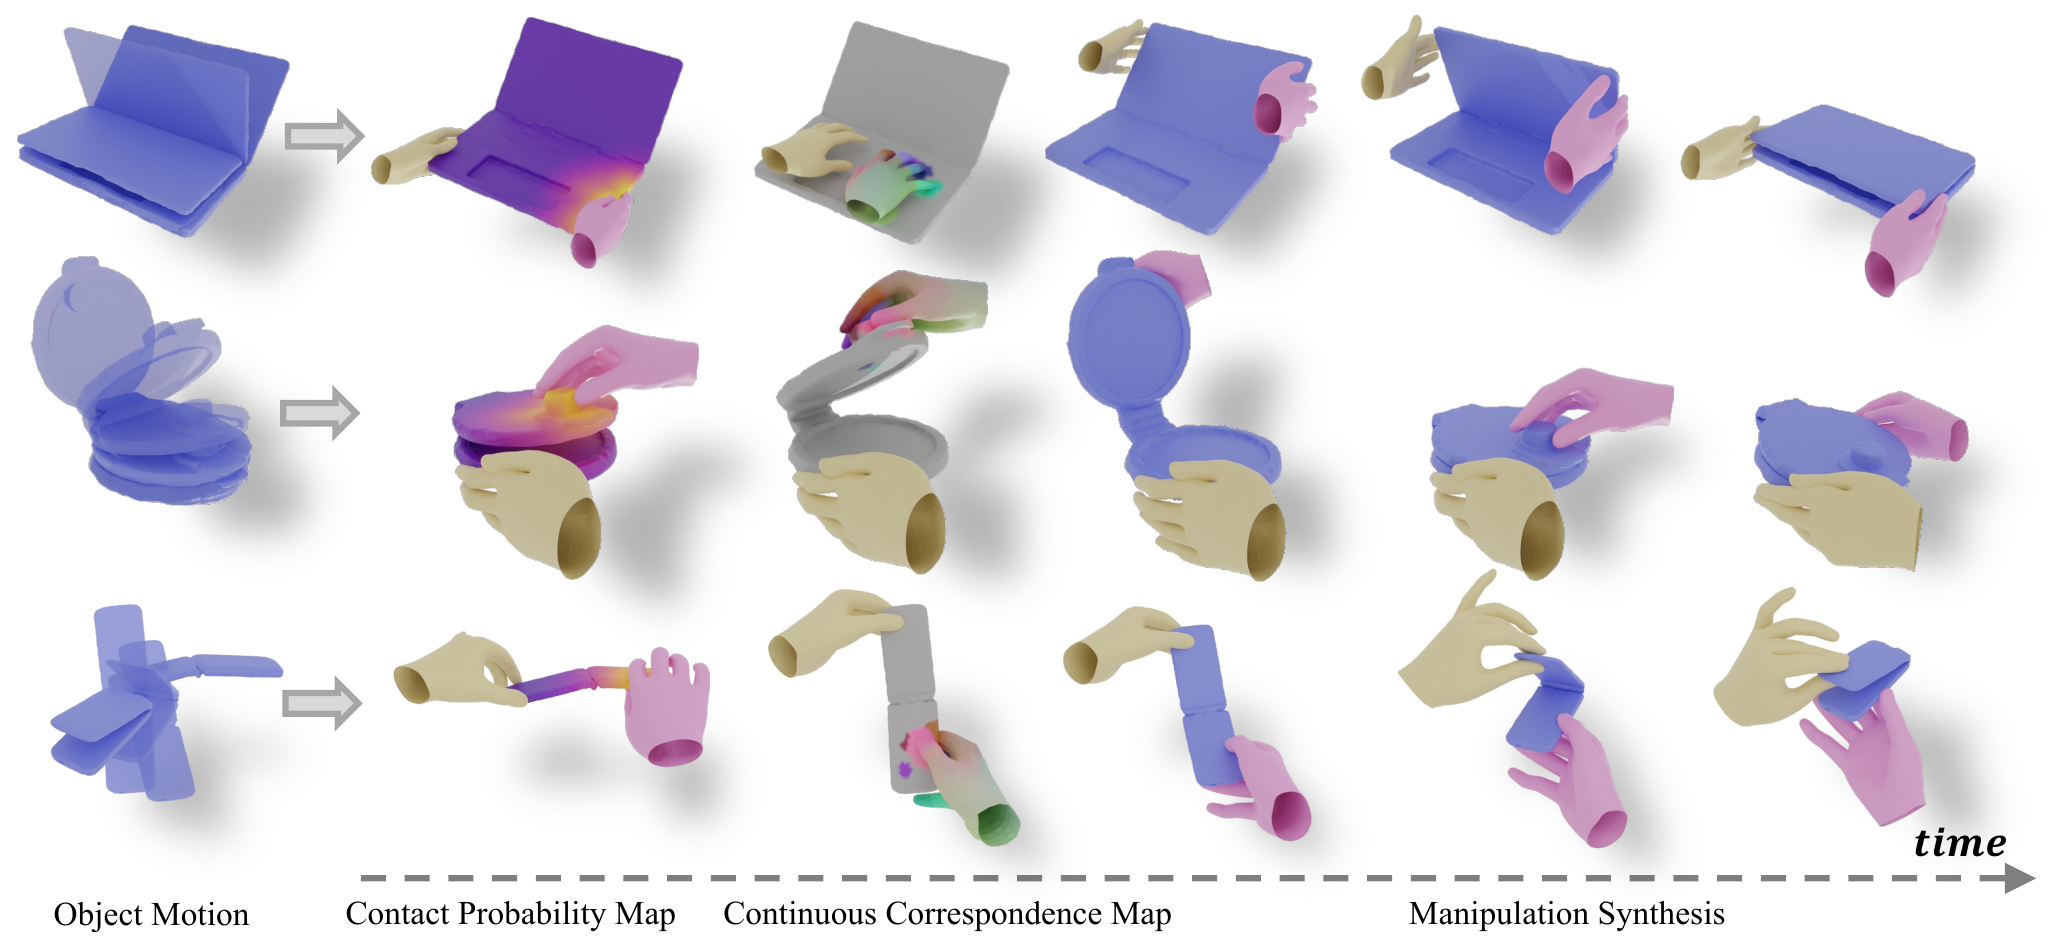 time
Object Motion
Contact Probability Map
Continuous Correspondence Map
Manipulation Synthesis